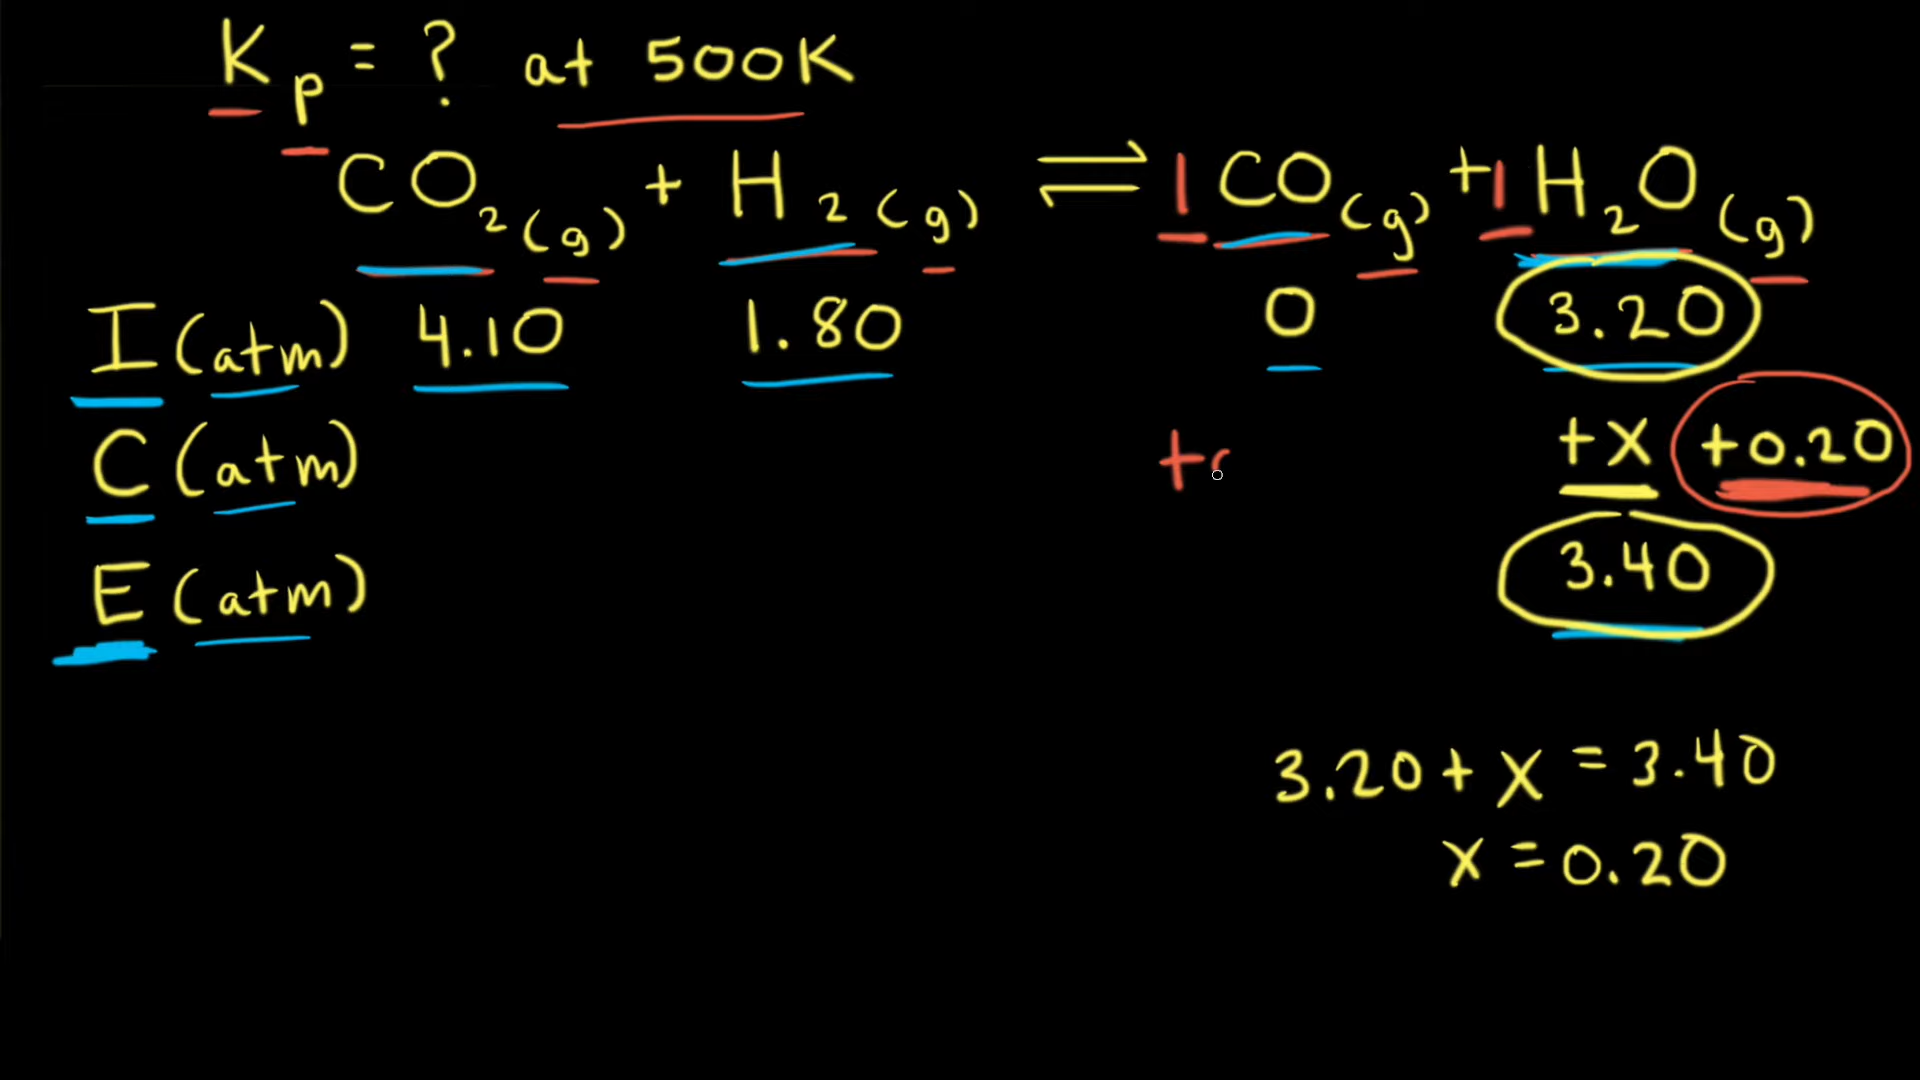 Kp = ? at 500K
CO₂(g) + H₂(g) ⇌ 1CO(g) + 1H₂O(g)
I (atm) 4.10 1.80 0 3.20
C (atm) + +x +0.20
E (atm) 3.40
3.20 + x = 3.40
x = 0.20